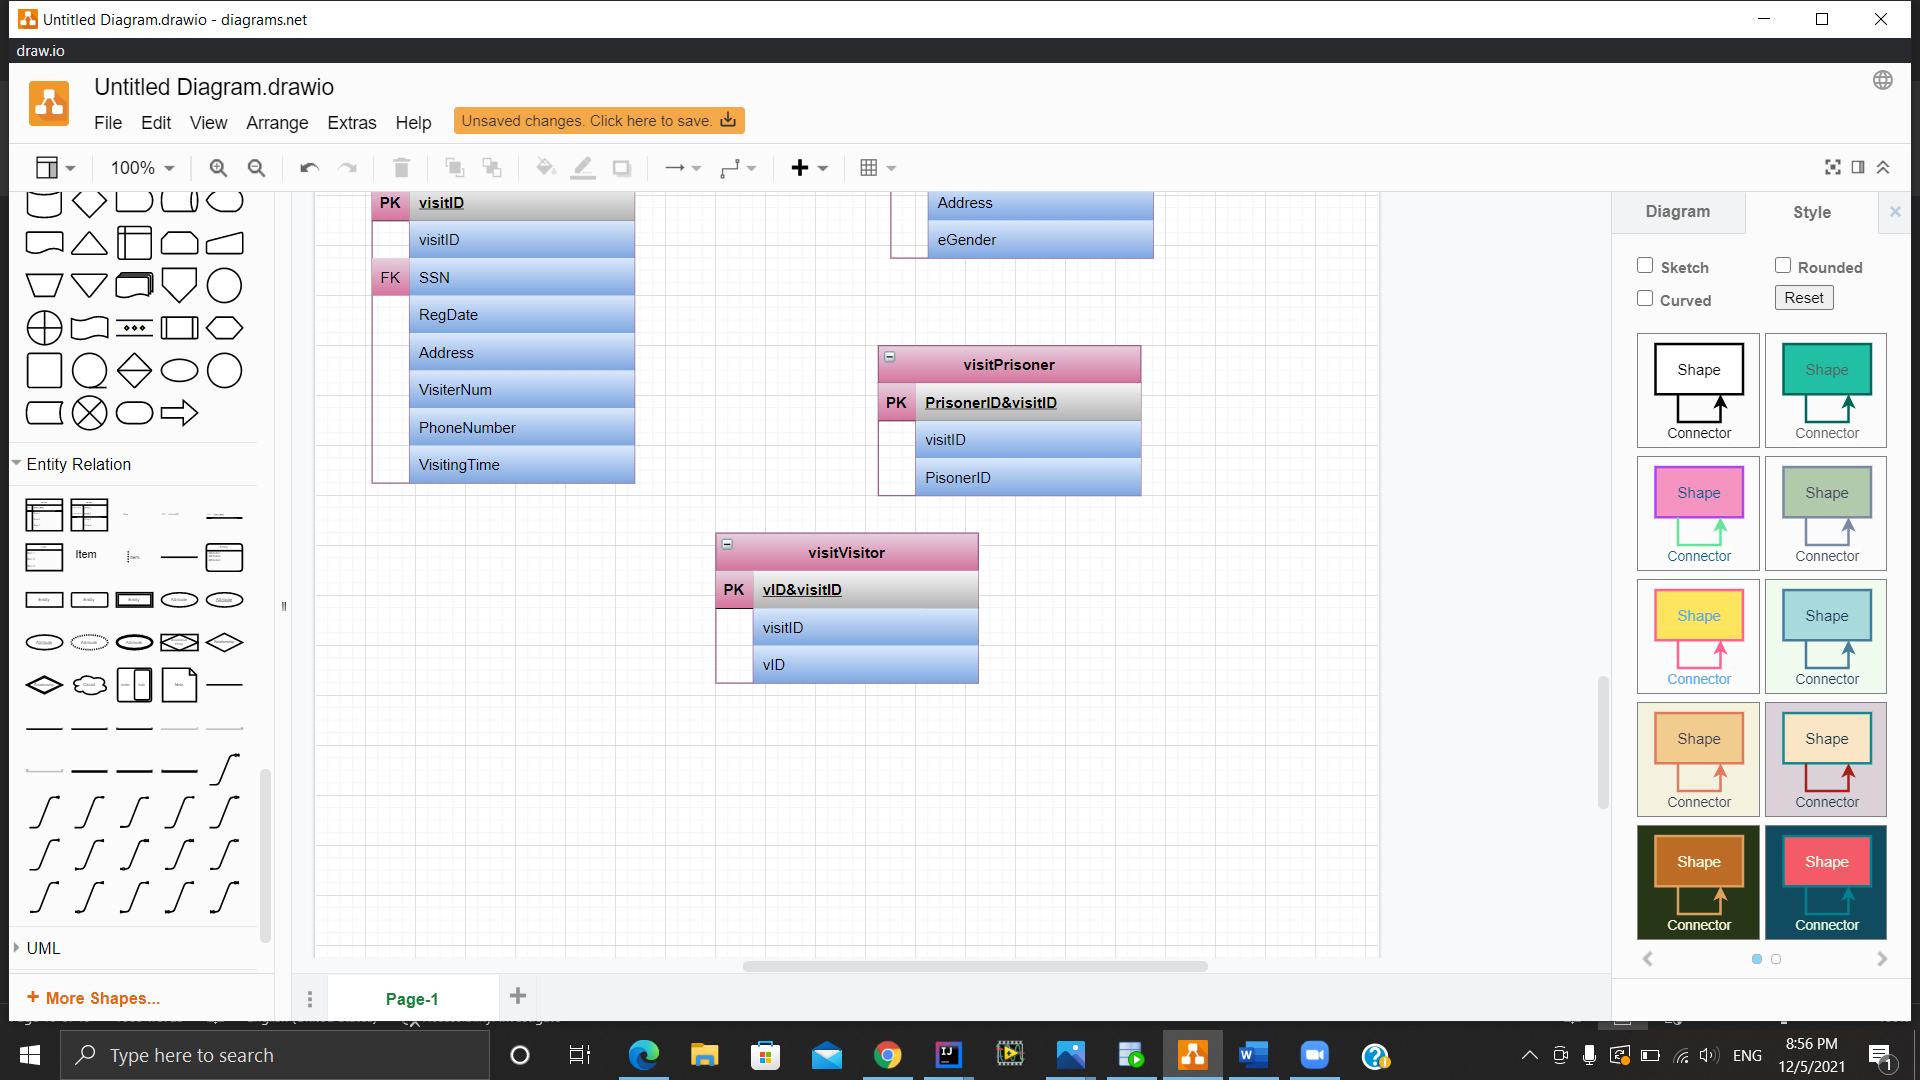 Untitled Diagram.drawio - diagrams.net
draw.io
Untitled Diagram.drawio
File Edit View Arrange Extras Help Unsaved changes. Click here to save.
100%
PK visitID
visitID
FK SSN
RegDate
Address
VisiterNum
PhoneNumber
VisitingTime
Address
eGender
visitPrisoner
PK PrisonerID&visitID
visitID
PisonerID
visitVisitor
PK vID&visitID
visitID
vID
Entity Relation
Item
UML
+ More Shapes...
Page-1
Diagram Style
Sketch Rounded
Curved Reset
Shape Shape
Connector Connector
Shape Shape
Connector Connector
Shape Shape
Connector Connector
Shape Shape
Connector Connector
Shape Shape
Connector Connector
Type here to search
ENG
8:56 PM
12/5/2021
1